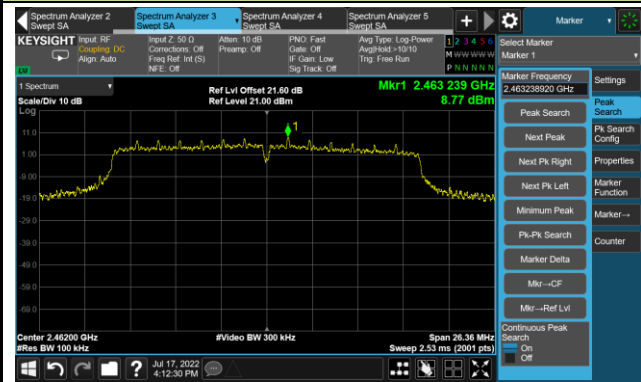 Spectrum Analyzer 2
Swept SA
Spectrum Analyzer 3
Swept SA
Spectrum Analyzer 4
Swept SA
Spectrum Analyzer 5
Swept SA
Marker
KEYSIGHT
Input: RF
Coupling: DC
Align: Auto
Input Z: 50 Ω
Corrections: Off
Freq Ref: Int (S)
NFE: Off
Atten: 10 dB
Preamp: Off
PNO: Fast
Gate: Off
IF Gain: Low
Sig Track: Off
Avg Type: Log-Power
Avg|Hold:>10/10
Trig: Free Run
1 2 3 4 5 6
M W W W W W
P N N N N N
LXI
Select Marker
Marker 1
1 Spectrum
Scale/Div 10 dB
Log
Ref Lvl Offset 21.60 dB
Ref Level 21.00 dBm
Mkr1 2.463 239 GHz
8.77 dBm
1
11.0
1.00
-9.00
-19.0
-29.0
-39.0
-49.0
-59.0
-69.0
Center 2.46200 GHz
#Res BW 100 kHz
#Video BW 300 kHz
Span 26.36 MHz
Sweep 2.53 ms (2001 pts)
Marker Frequency
2.463238920 GHz
Peak Search
Next Peak
Next Pk Right
Next Pk Left
Minimum Peak
Pk-Pk Search
Marker Delta
Mkr→CF
Mkr→Ref Lvl
Continuous Peak
Search
On
Off
Settings
Peak
Search
Pk Search
Config
Properties
Marker
Function
Marker→
Counter
?
Jul 17, 2022
4:12:30 PM